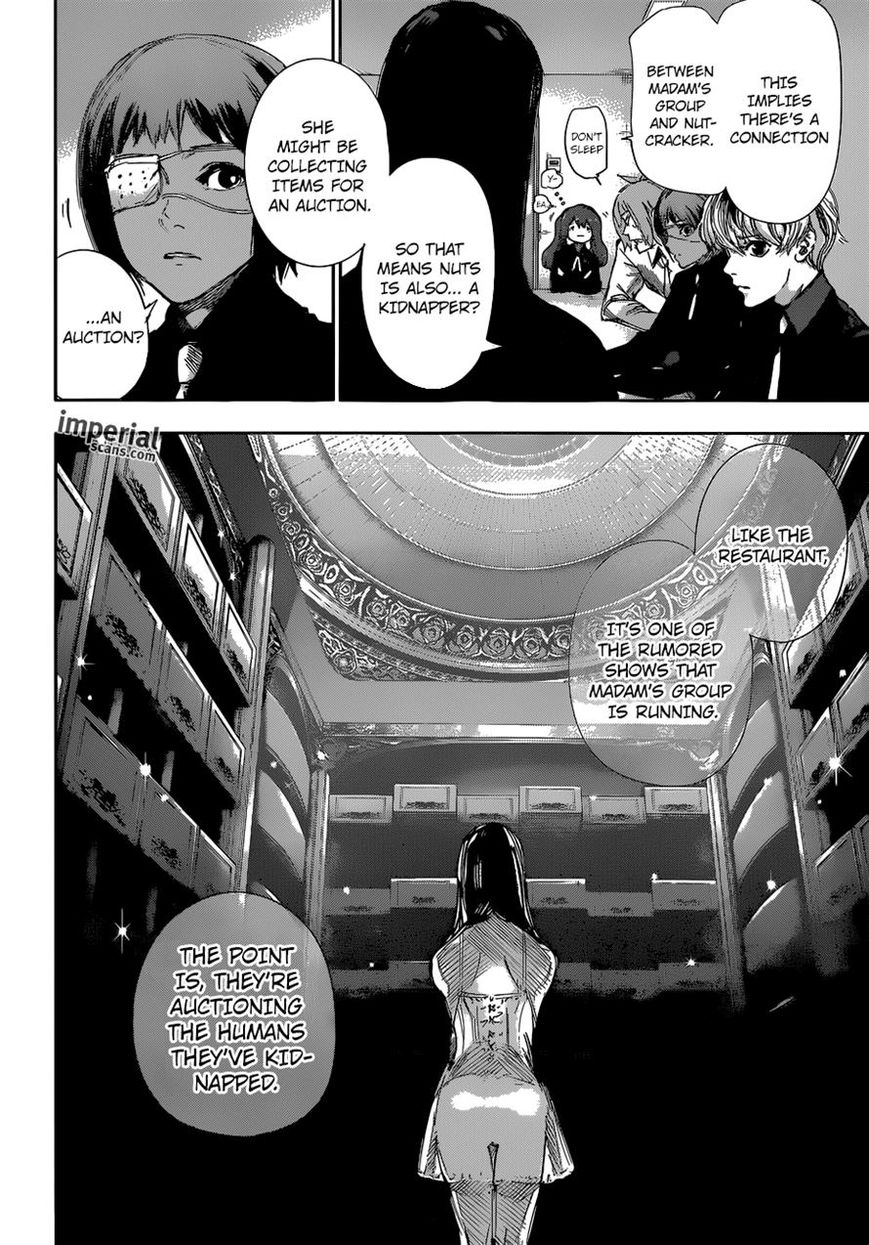 THIS
IMPLIES
THERE'S A
CONNECTION
BETWEEN
MADAM'S
GROUP
AND NUT-
CRACKER.
DON'T
SLEEP
Y-
EA...
SO THAT
MEANS NUTS
IS ALSO... A
KIDNAPPER?
SHE
MIGHT BE
COLLECTING
ITEMS FOR
AN AUCTION.
...AN
AUCTION?
imperial
scans.com
LIKE THE
RESTAURANT,
IT'S ONE OF
THE RUMORED
SHOWS THAT
MADAM'S GROUP
IS RUNNING.
THE POINT
IS, THEY'RE
AUCTIONING
THE HUMANS
THEY'VE KID-
NAPPED.